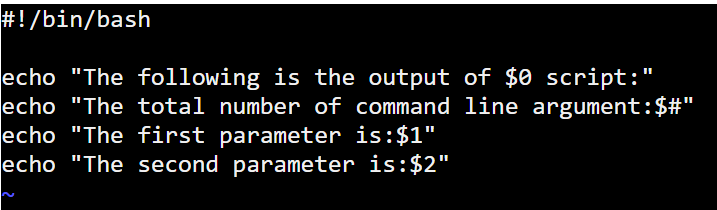 #!/bin/bash
echo "The following is the output of $0 script:"
echo "The total number of command line argument:$#"
echo "The first parameter is:$1"
echo "The second parameter is:$2"
~